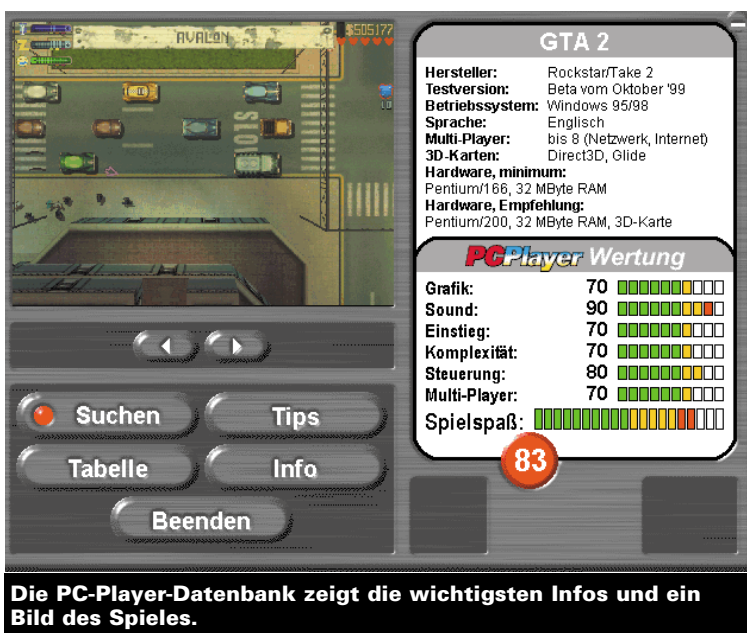 AVALON
$505177
10
SLOW
GTA 2
Hersteller: Rockstar/Take 2
Testversion: Beta vom Oktober '99
Betriebssystem: Windows 95/98
Sprache: Englisch
Multi-Player: bis 8 (Netzwerk, Internet)
3D-Karten: Direct3D, Glide
Hardware, minimum:
Pentium/166, 32 MByte RAM
Hardware, Empfehlung:
Pentium/200, 32 MByte RAM, 3D-Karte
PCPlayer Wertung
Grafik: 70
Sound: 90
Einstieg: 70
Komplexität: 70
Steuerung: 80
Multi-Player: 70
Spielspaß:
83
Suchen
Tips
Tabelle
Info
Beenden
Die PC-Player-Datenbank zeigt die wichtigsten Infos und ein
Bild des Spieles.